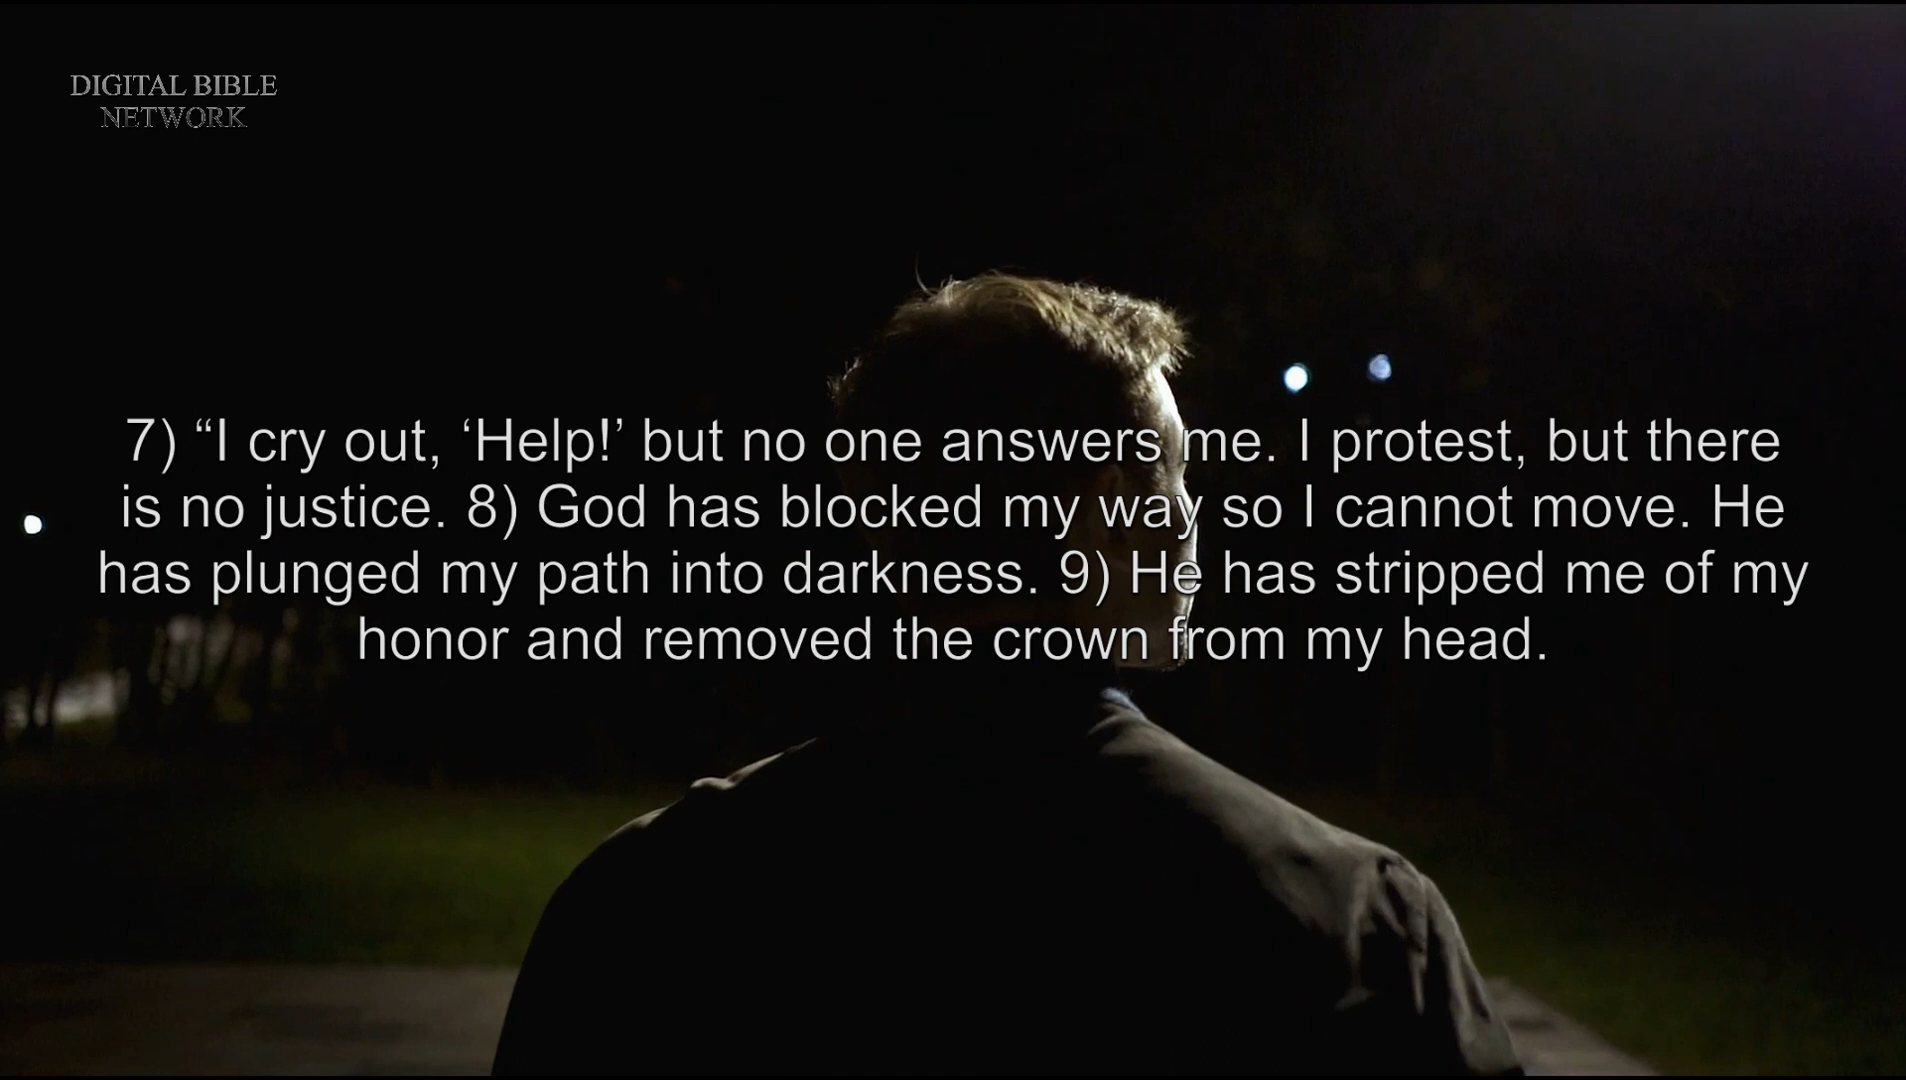 DIGITAL BIBLE
NETWORK
7) “I cry out, ‘Help!’ but no one answers me. I protest, but there
is no justice. 8) God has blocked my way so I cannot move. He
has plunged my path into darkness. 9) He has stripped me of my
honor and removed the crown from my head.